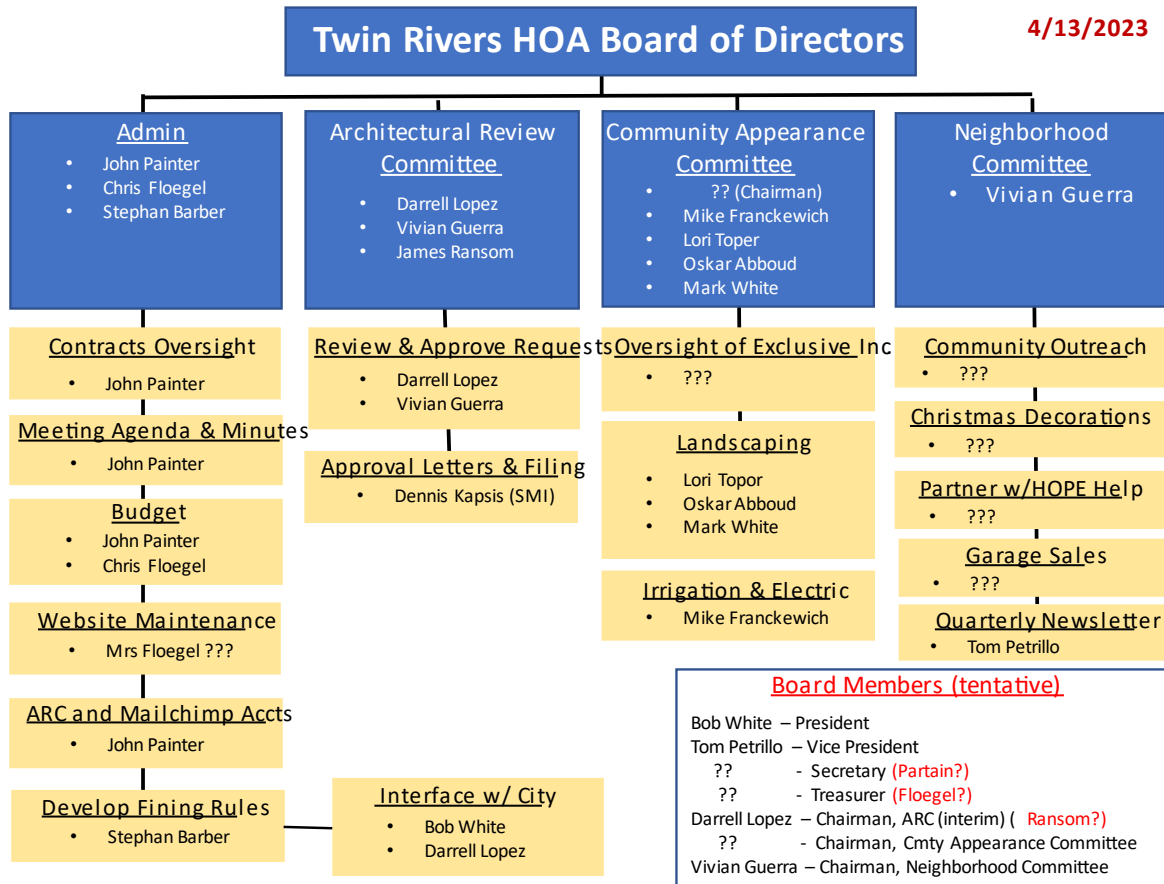 Twin Rivers HOA Board of Directors
4/13/2023
Admin
• John Painter
• Chris Floegel
• Stephan Barber
Architectural Review
Committee
• Darrell Lopez
• Vivian Guerra
• James Ransom
Community Appearance
Committee
• ?? (Chairman)
• Mike Franckewich
• Lori Toper
• Oskar Abboud
• Mark White
Neighborhood
Committee
• Vivian Guerra
Contracts Oversight
• John Painter
Meeting Agenda & Minutes
• John Painter
Budget
• John Painter
• Chris Floegel
Website Maintenance
• Mrs Floegel ???
ARC and Mailchimp Accts
• John Painter
Develop Fining Rules
• Stephan Barber
Interface w/ City
• Bob White
• Darrell Lopez
Review & Approve Requests
• Darrell Lopez
• Vivian Guerra
Approval Letters & Filing
• Dennis Kapsis (SMI)
Oversight of Exclusive Inc
• ???
Landscaping
• Lori Topor
• Oskar Abboud
• Mark White
Irrigation & Electric
• Mike Franckewich
Community Outreach
• ???
Christmas Decorations
• ???
Partner w/HOPE Help
• ???
Garage Sales
• ???
Quarterly Newsletter
• Tom Petrillo
Board Members (tentative)
Bob White – President
Tom Petrillo – Vice President
?? - Secretary (Partain?)
?? - Treasurer (Floegel?)
Darrell Lopez – Chairman, ARC (interim) ( Ransom?)
?? - Chairman, Cmty Appearance Committee
Vivian Guerra – Chairman, Neighborhood Committee